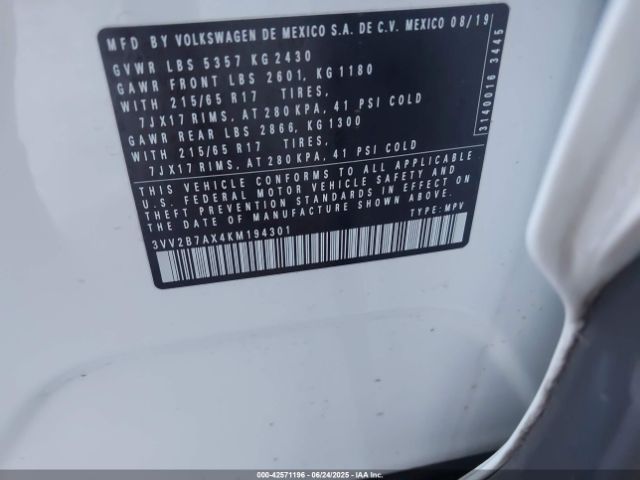 MFD BY VOLKSWAGEN DE MEXICO S.A. DE C.V. MEXICO 08/19
GVWR LBS 5357 KG 2430
GAWR FRONT LBS 2601, KG 1180
WITH 215/65 R17 TIRES,
7JX17 RIMS, AT 280 KPA, 41 PSI COLD
GAWR REAR LBS 2866, KG 1300
WITH 215/65 R17 TIRES,
7JX17 RIMS, AT 280 KPA, 41 PSI COLD
THIS VEHICLE CONFORMS TO ALL APPLICABLE
U.S. FEDERAL MOTOR VEHICLE SAFETY AND
THEFT PREVENTION STANDARDS IN EFFECT ON
THE DATE OF MANUFACTURE SHOWN ABOVE.
3VV2B7AX4KM194301 TYPE: MPV
3140016 3445
000-42571196 - 06/24/2025 - IAAI.com